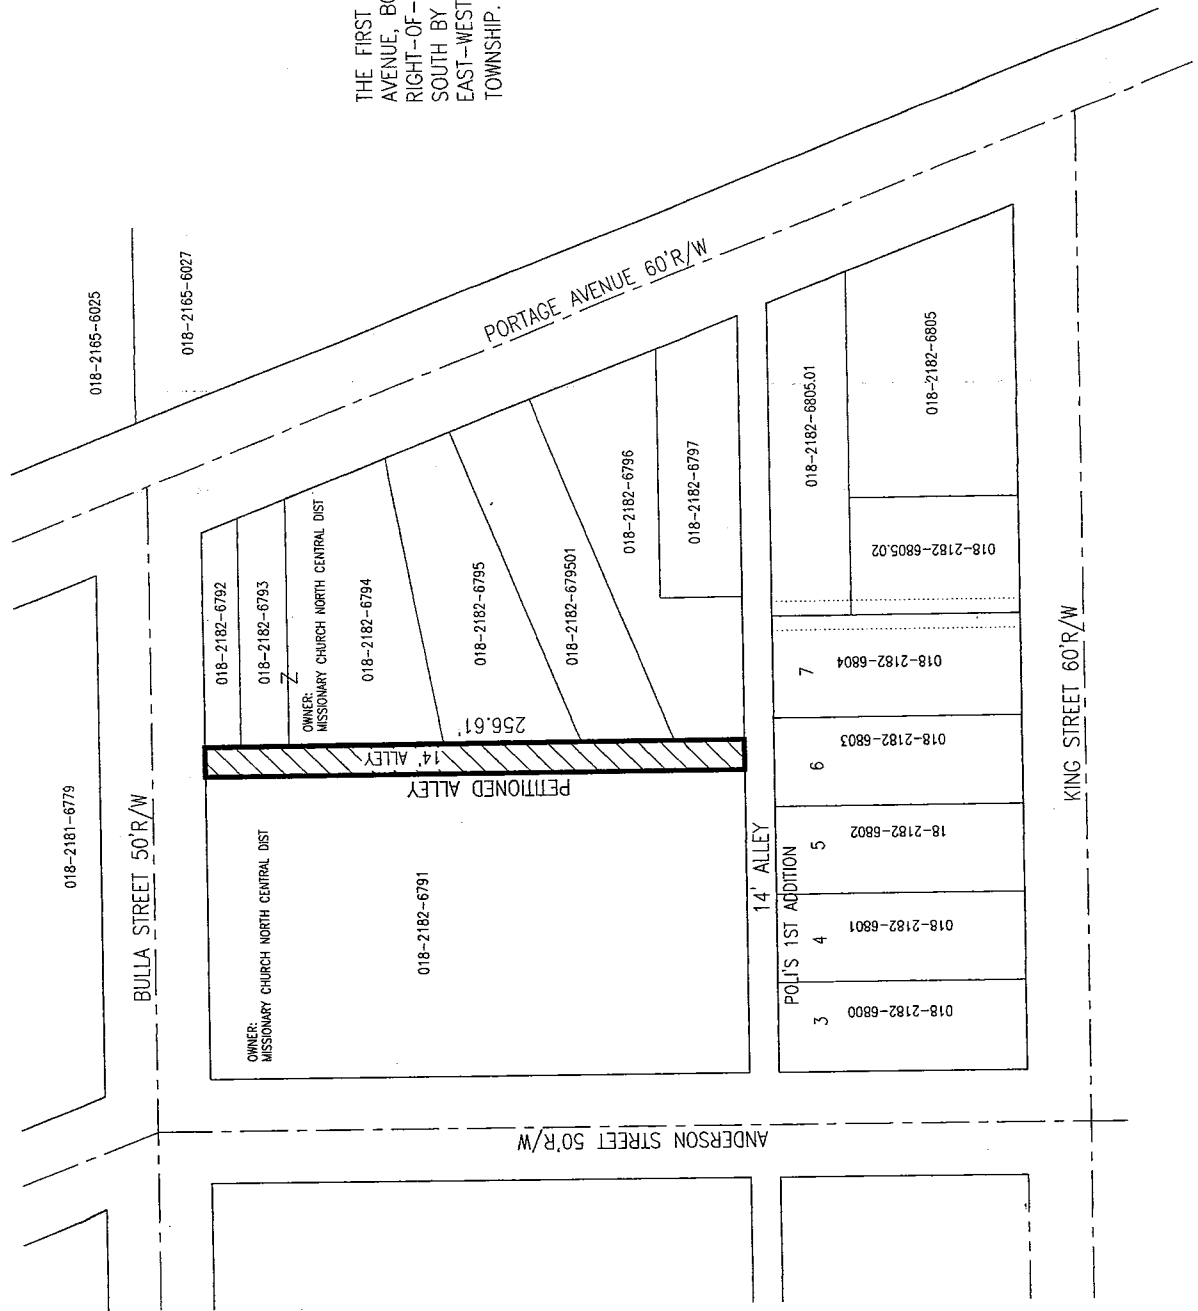 THE FIRST
AVENUE, BO
RIGHT-OF-
SOUTH BY
EAST-WEST
TOWNSHIP.
018-2165-6025
018-2165-6027
PORTAGE AVENUE 60'R/W
018-2181-6779
BULLA STREET 50'R/W
018-2182-6792
018-2182-6793
Z
OWNER:
MISSIONARY CHURCH NORTH CENTRAL DIST
018-2182-6794
018-2182-6795
018-2182-679501
018-2182-6796
018-2182-6797
256.61'
14' ALLEY
PETITIONED ALLEY
OWNER:
MISSIONARY CHURCH NORTH CENTRAL DIST
018-2182-6791
14' ALLEY
POLI'S 1ST ADDITION
3
018-2182-6800
4
018-2182-6801
5
18-2182-6802
6
018-2182-6803
7
018-2182-6804
018-2182-6805.01
018-2182-6805.02
018-2182-6805
KING STREET 60'R/W
ANDERSON STREET 50'R/W